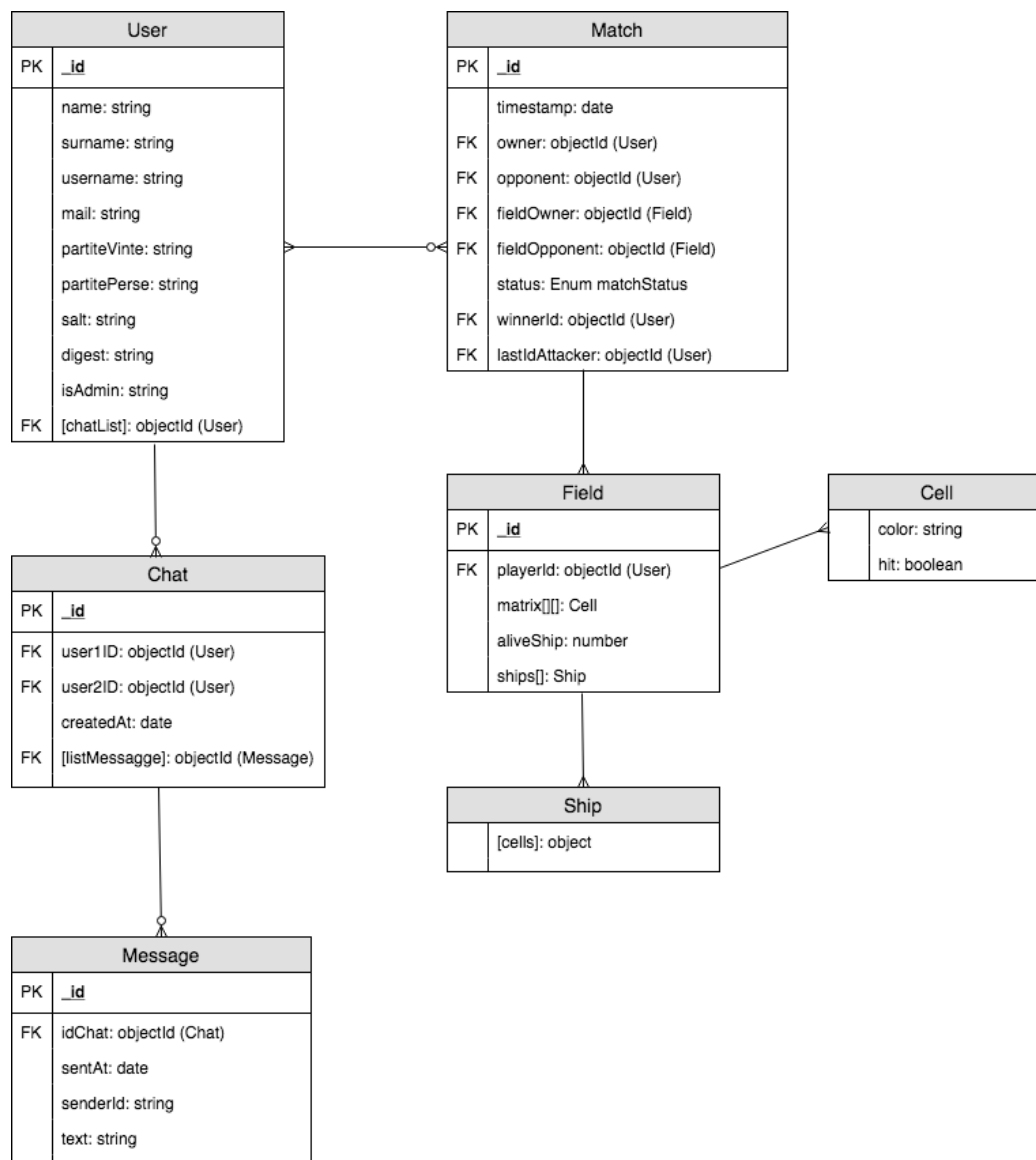 User
PK _id
name: string
surname: string
username: string
mail: string
partiteVinte: string
partitePerse: string
salt: string
digest: string
isAdmin: string
FK [chatList]: objectId (User)
Match
PK _id
timestamp: date
FK owner: objectId (User)
FK opponent: objectId (User)
FK fieldOwner: objectId (Field)
FK fieldOpponent: objectId (Field)
status: Enum matchStatus
FK winnerId: objectId (User)
FK lastIdAttacker: objectId (User)
Field
PK _id
FK playerId: objectId (User)
matrix[][]: Cell
aliveShip: number
ships[]: Ship
Cell
color: string
hit: boolean
Chat
PK _id
FK user1ID: objectId (User)
FK user2ID: objectId (User)
createdAt: date
FK [listMessagge]: objectId (Message)
Ship
[cells]: object
Message
PK _id
FK idChat: objectId (Chat)
sentAt: date
senderId: string
text: string